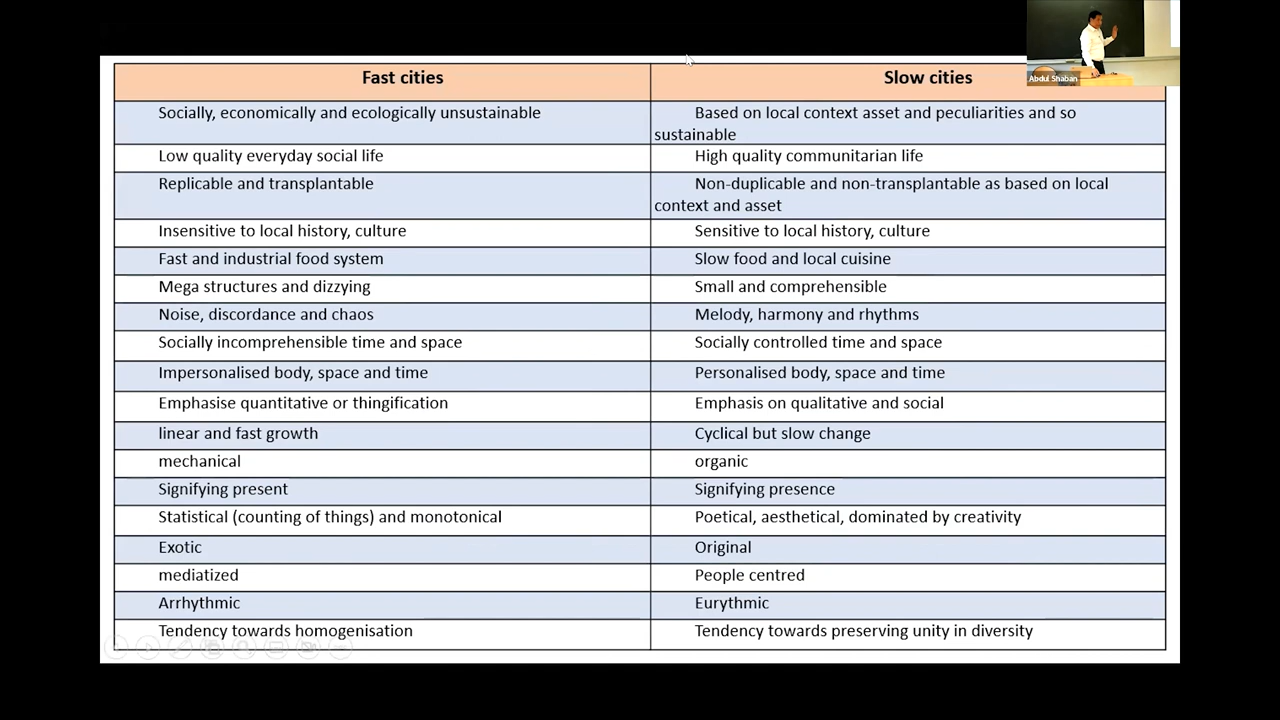 Abdul Shaban
Fast cities
Slow cities
Socially, economically and ecologically unsustainable
Based on local context asset and peculiarities and so
sustainable
Low quality everyday social life
High quality communitarian life
Replicable and transplantable
Non-duplicable and non-transplantable as based on local
context and asset
Insensitive to local history, culture
Sensitive to local history, culture
Fast and industrial food system
Slow food and local cuisine
Mega structures and dizzying
Small and comprehensible
Noise, discordance and chaos
Melody, harmony and rhythms
Socially incomprehensible time and space
Socially controlled time and space
Impersonalised body, space and time
Personalised body, space and time
Emphasise quantitative or thingification
Emphasis on qualitative and social
linear and fast growth
Cyclical but slow change
mechanical
organic
Signifying present
Signifying presence
Statistical (counting of things) and monotonical
Poetical, aesthetical, dominated by creativity
Exotic
Original
mediatized
People centred
Arrhythmic
Eurythmic
Tendency towards homogenisation
Tendency towards preserving unity in diversity